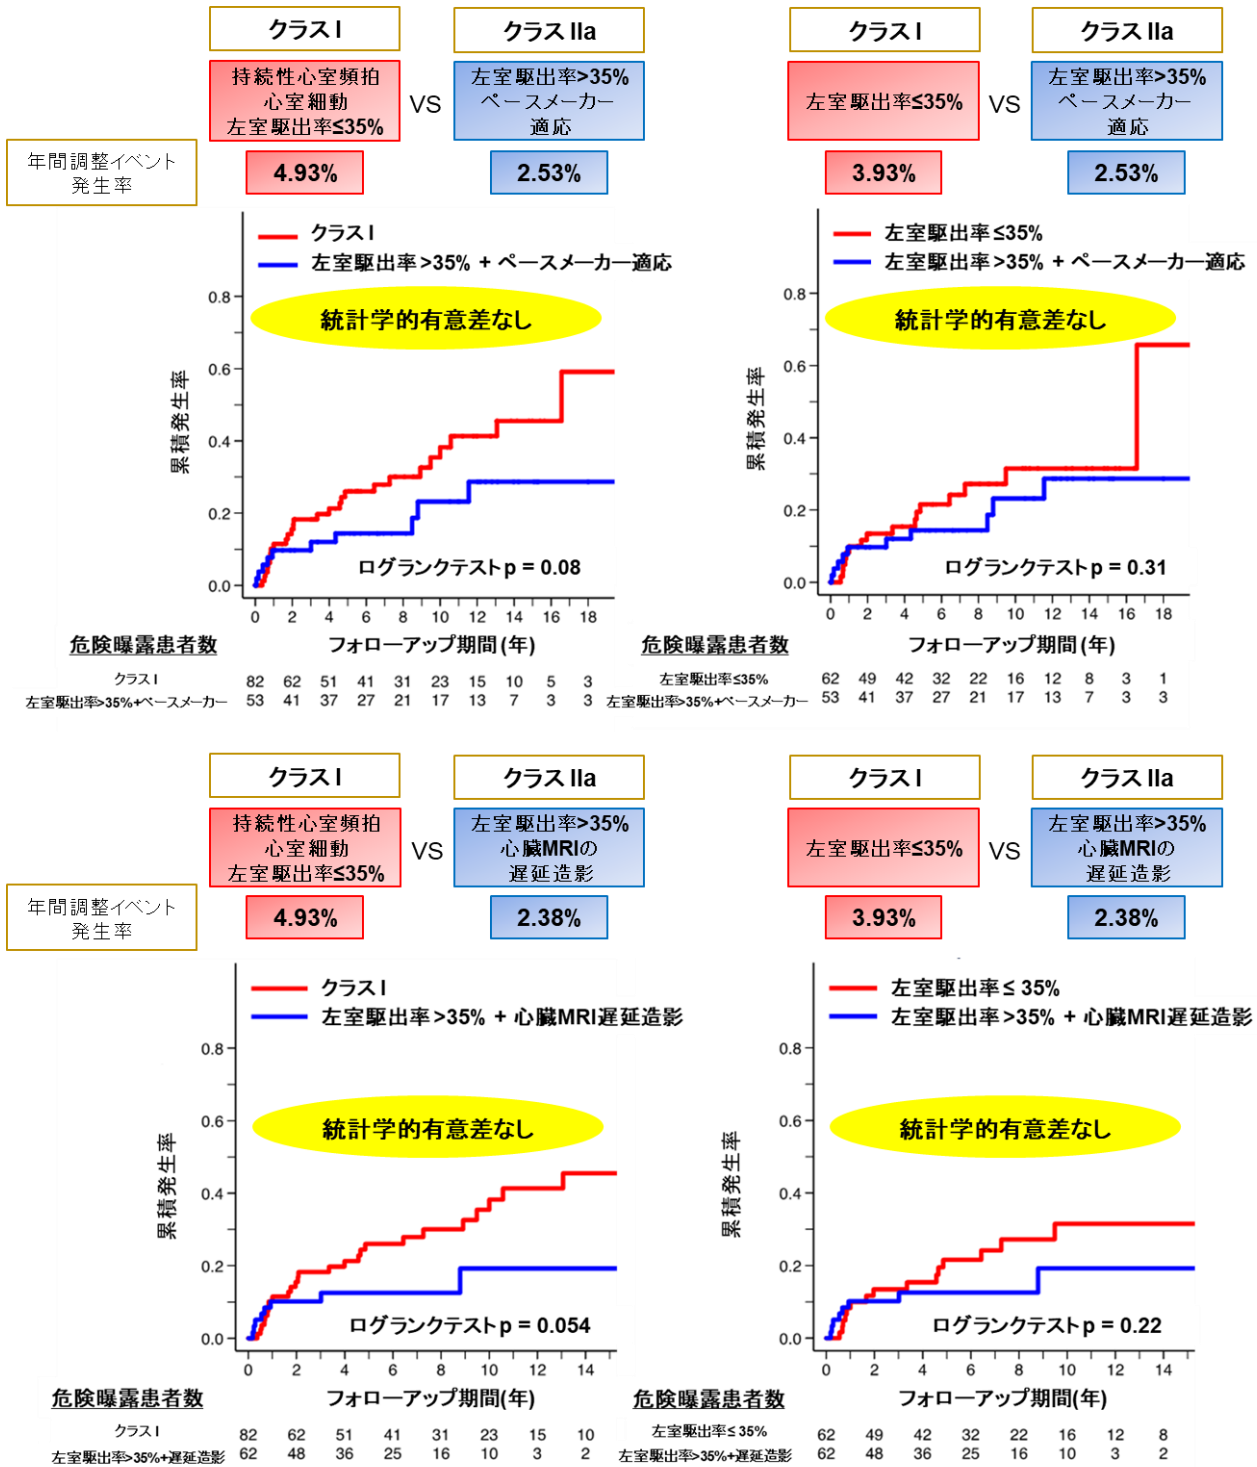 クラスⅠ
クラスⅡa
持続性心室頻拍
心室細動
左室駆出率≤35%
VS
左室駆出率>35%
ペースメーカー
適応
年間調整イベント
発生率
4.93%
2.53%
クラスⅠ
左室駆出率>35% + ペースメーカー適応
統計学的有意差なし
累積発生率
0.8
0.6
0.4
0.2
0.0
ログランクテスト p = 0.08
0 2 4 6 8 10 12 14 16 18
フォローアップ期間(年)
危険曝露患者数
クラスⅠ 82 62 51 41 31 23 15 10 5 3
左室駆出率>35%+ペースメーカー 53 41 37 27 21 17 13 7 3 3
クラスⅠ
クラスⅡa
左室駆出率≤35%
VS
左室駆出率>35%
ペースメーカー
適応
3.93%
2.53%
左室駆出率≤35%
左室駆出率>35% + ペースメーカー適応
統計学的有意差なし
累積発生率
0.8
0.6
0.4
0.2
0.0
ログランクテスト p = 0.31
0 2 4 6 8 10 12 14 16 18
フォローアップ期間(年)
危険曝露患者数
左室駆出率≤35% 62 49 42 32 22 16 12 8 3 1
左室駆出率>35%+ペースメーカー 53 41 37 27 21 17 13 7 3 3
クラスⅠ
クラスⅡa
持続性心室頻拍
心室細動
左室駆出率≤35%
VS
左室駆出率>35%
心臓MRIの
遅延造影
年間調整イベント
発生率
4.93%
2.38%
クラスⅠ
左室駆出率>35% + 心臓MRI遅延造影
統計学的有意差なし
累積発生率
0.8
0.6
0.4
0.2
0.0
ログランクテスト p = 0.054
0 2 4 6 8 10 12 14
フォローアップ期間(年)
危険曝露患者数
クラスⅠ 82 62 51 41 31 23 15 10
左室駆出率>35%+遅延造影 62 48 36 25 16 10 3 2
クラスⅠ
クラスⅡa
左室駆出率≤35%
VS
左室駆出率>35%
心臓MRIの
遅延造影
3.93%
2.38%
左室駆出率≤ 35%
左室駆出率>35% + 心臓MRI遅延造影
統計学的有意差なし
累積発生率
0.8
0.6
0.4
0.2
0.0
ログランクテスト p = 0.22
0 2 4 6 8 10 12 14
フォローアップ期間(年)
危険曝露患者数
左室駆出率≤ 35% 62 49 42 32 22 16 12 8
左室駆出率>35%+遅延造影 62 48 36 25 16 10 3 2